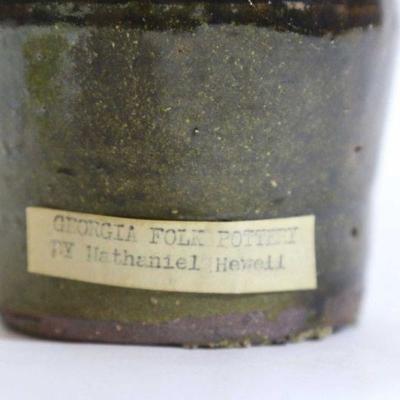 GEORGIA FOLK POTTERY
BY Nathaniel Hewell